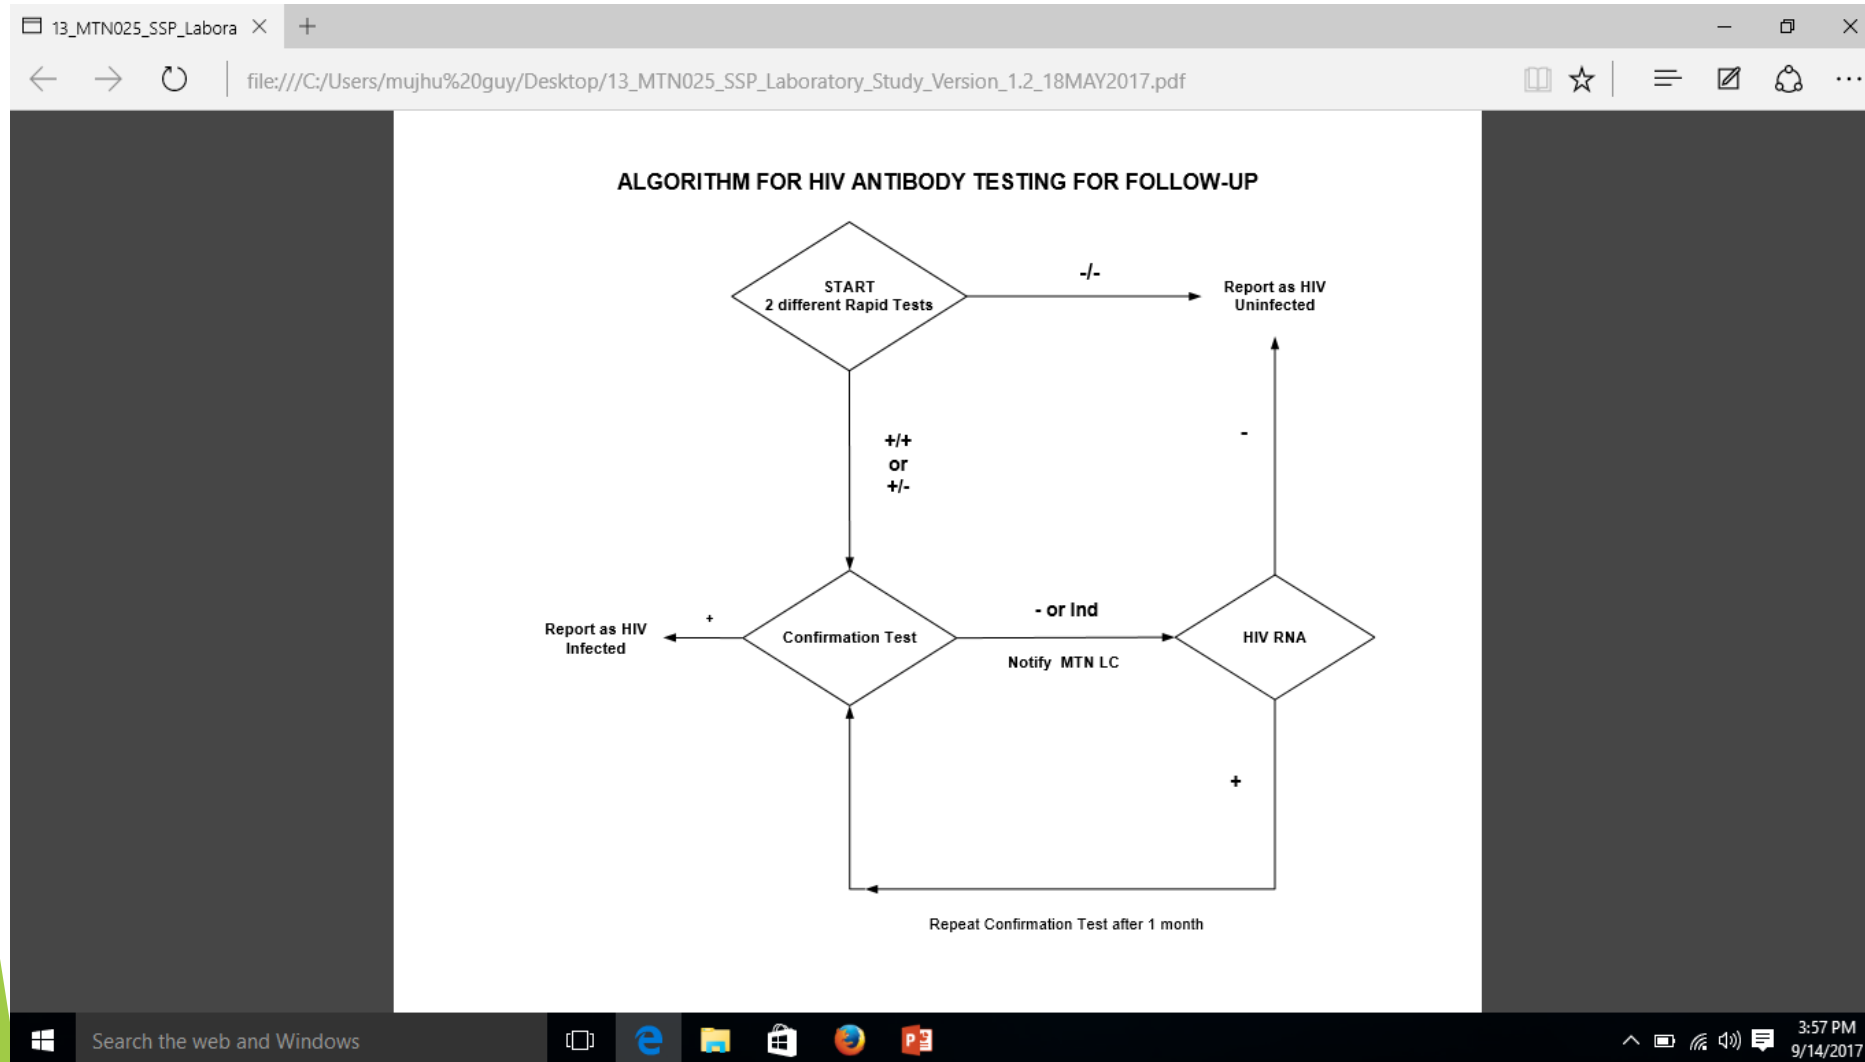 13_MTN025_SSP_Labora
file:///C:/Users/mujhu%20guy/Desktop/13_MTN025_SSP_Laboratory_Study_Version_1.2_18MAY2017.pdf
ALGORITHM FOR HIV ANTIBODY TESTING FOR FOLLOW-UP
START
2 different Rapid Tests
-/-
Report as HIV
Uninfected
+/+
or
+/-
-
Report as HIV
Infected
+
Confirmation Test
- or Ind
Notify MTN LC
HIV RNA
+
Repeat Confirmation Test after 1 month
Search the web and Windows
3:57 PM
9/14/2017